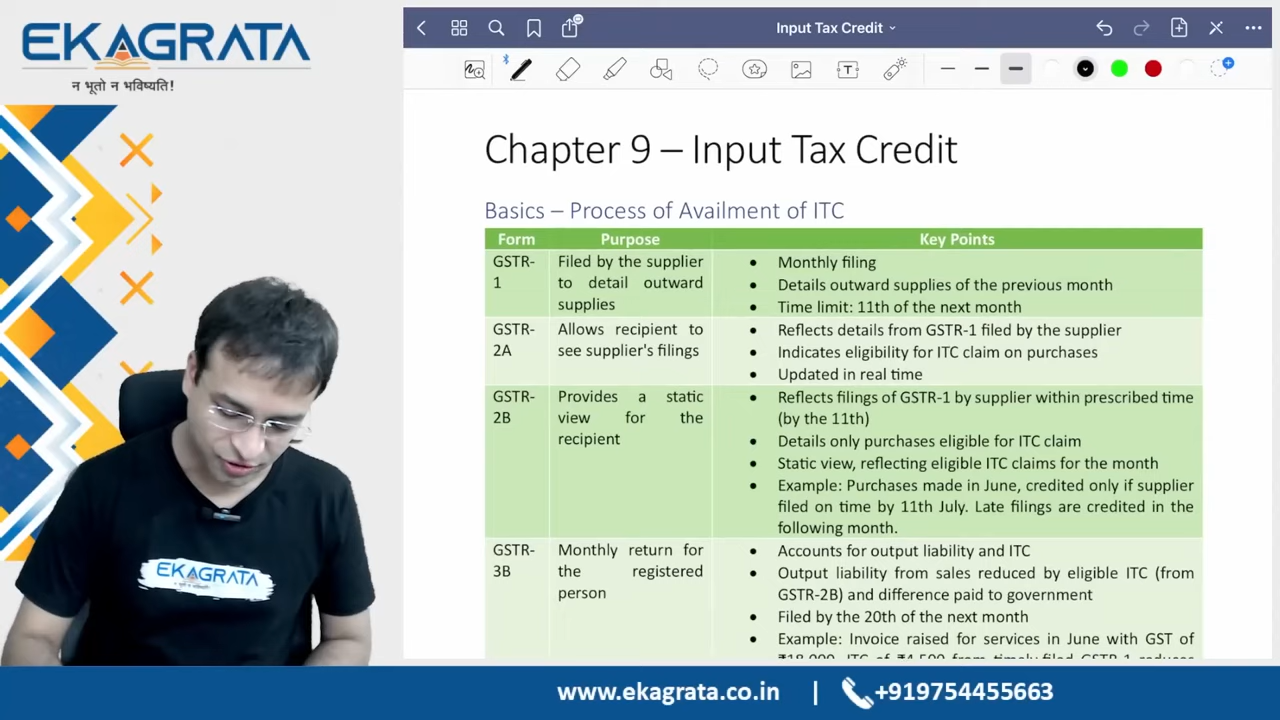 EKAGRATA
न भूतो न भविष्यति!
Input Tax Credit
Chapter 9 – Input Tax Credit
Basics – Process of Availment of ITC
Form Purpose Key Points
GSTR-
1
Filed by the supplier
to detail outward
supplies
• Monthly filing
• Details outward supplies of the previous month
• Time limit: 11th of the next month
GSTR-
2A
Allows recipient to
see supplier's filings
• Reflects details from GSTR-1 filed by the supplier
• Indicates eligibility for ITC claim on purchases
• Updated in real time
GSTR-
2B
Provides a static
view for the
recipient
• Reflects filings of GSTR-1 by supplier within prescribed time
(by the 11th)
• Details only purchases eligible for ITC claim
• Static view, reflecting eligible ITC claims for the month
• Example: Purchases made in June, credited only if supplier
filed on time by 11th July. Late filings are credited in the
following month.
GSTR-
3B
Monthly return for
the registered
person
• Accounts for output liability and ITC
• Output liability from sales reduced by eligible ITC (from
GSTR-2B) and difference paid to government
• Filed by the 20th of the next month
• Example: Invoice raised for services in June with GST of
EKAGRATA
www.ekagrata.co.in | +919754455663